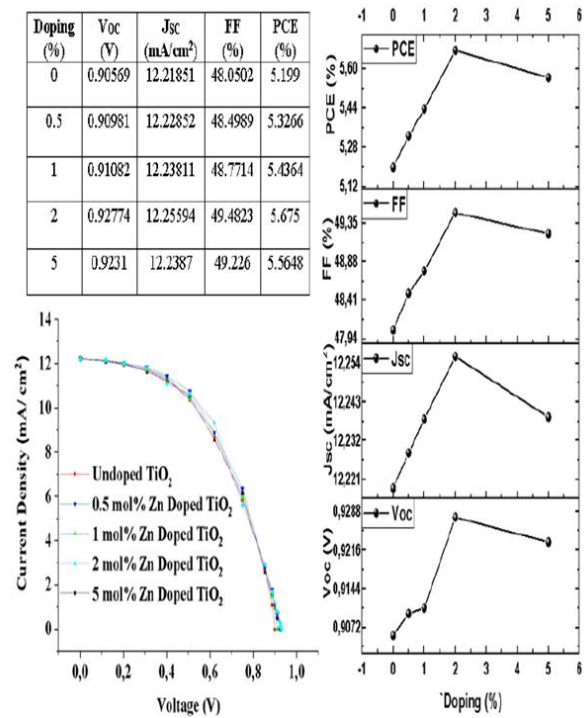 Doping (%) VOC (V) JSC (mA/cm²) FF (%) PCE (%)
0 0.90569 12.21851 48.0502 5.199
0.5 0.90981 12.22852 48.4989 5.3266
1 0.91082 12.23811 48.7714 5.4364
2 0.92774 12.25594 49.4823 5.675
5 0.9231 12.2387 49.226 5.5648
14
12
10
8
6
4
2
0
Current Density (mA/ cm²)
Undoped TiO₂
0.5 mol% Zn Doped TiO₂
1 mol% Zn Doped TiO₂
2 mol% Zn Doped TiO₂
5 mol% Zn Doped TiO₂
0,0 0,2 0,4 0,6 0,8 1,0
Voltage (V)
-1 0 1 2 3 4 5 6
PCE
PCE (%)
5,60
5,44
5,28
5,12
FF
FF (%)
49,35
48,88
48,41
47,94
Jsc
Jsc (mA/cm²)
12,254
12,243
12,232
12,221
Voc
Voc (V)
0,9288
0,9216
0,9144
0,9072
-1 0 1 2 3 4 5 6
`Doping (%)